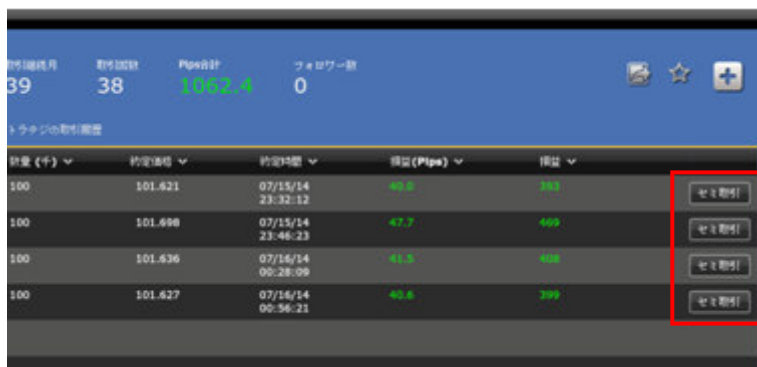 取引継続月 取引回数 Pips合計 フォロワー数
39 38 1062.4 0
トラテジの取引履歴
数量 (千) 約定価格 約定時間 損益(Pips) 損益
100 101.621 07/15/14 40.0 393 セミ取引
23:32:12
100 101.698 07/15/14 47.7 469 セミ取引
23:46:23
100 101.636 07/16/14 41.5 408 セミ取引
00:28:09
100 101.627 07/16/14 40.6 399 セミ取引
00:56:21